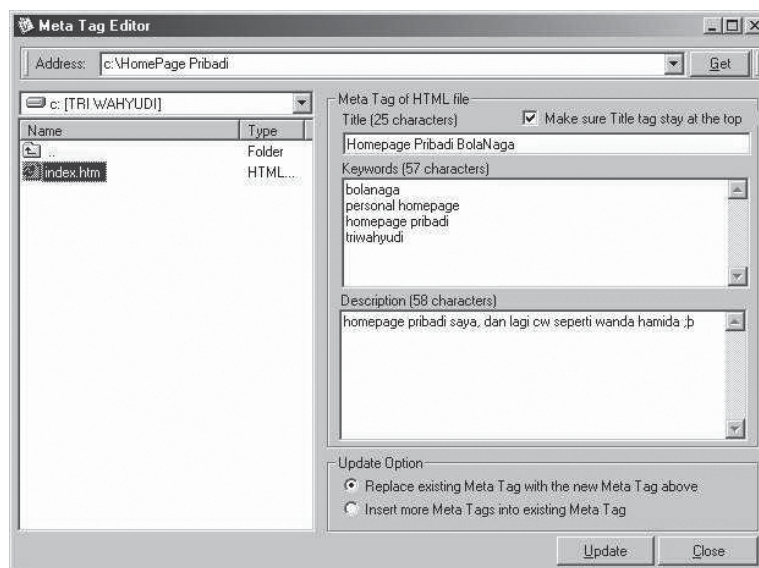 Meta Tag Editor
Address: c:\HomePage Pribadi Get
c: [TRI WAHYUDI]
Name Type
.. Folder
index.htm HTML...
Meta Tag of HTML file
Title (25 characters) Make sure Title tag stay at the top
Homepage Pribadi BolaNaga
Keywords (57 characters)
bolanaga
personal homepage
homepage pribadi
triwahyudi
Description (58 characters)
homepage pribadi saya, dan lagi cw seperti wanda hamida ;þ
Update Option
Replace existing Meta Tag with the new Meta Tag above
Insert more Meta Tags into existing Meta Tag
Update Close